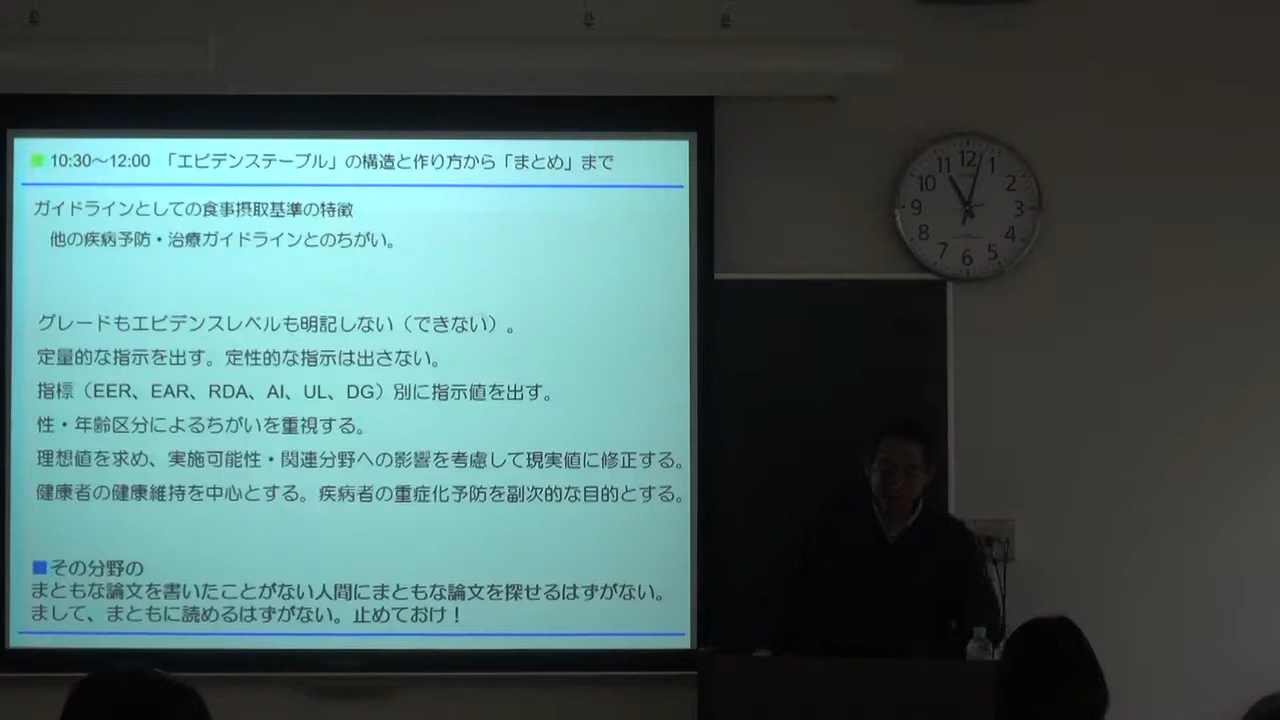 ■ 10:30～12:00 「エビデンステーブル」の構造と作り方から「まとめ」まで
ガイドラインとしての食事摂取基準の特徴
他の疾病予防・治療ガイドラインとのちがい。
グレードもエビデンスレベルも明記しない（できない）。
定量的な指示を出す。定性的な指示は出さない。
指標（EER、EAR、RDA、AI、UL、DG）別に指示値を出す。
性・年齢区分によるちがいを重視する。
理想値を求め、実施可能性・関連分野への影響を考慮して現実値に修正する。
健康者の健康維持を中心とする。疾病者の重症化予防を副次的な目的とする。
■その分野の
まともな論文を書いたことがない人間にまともな論文を探せるはずがない。
まして、まともに読めるはずがない。止めておけ！
12
1
2
3
4
5
6
7
8
9
10
11